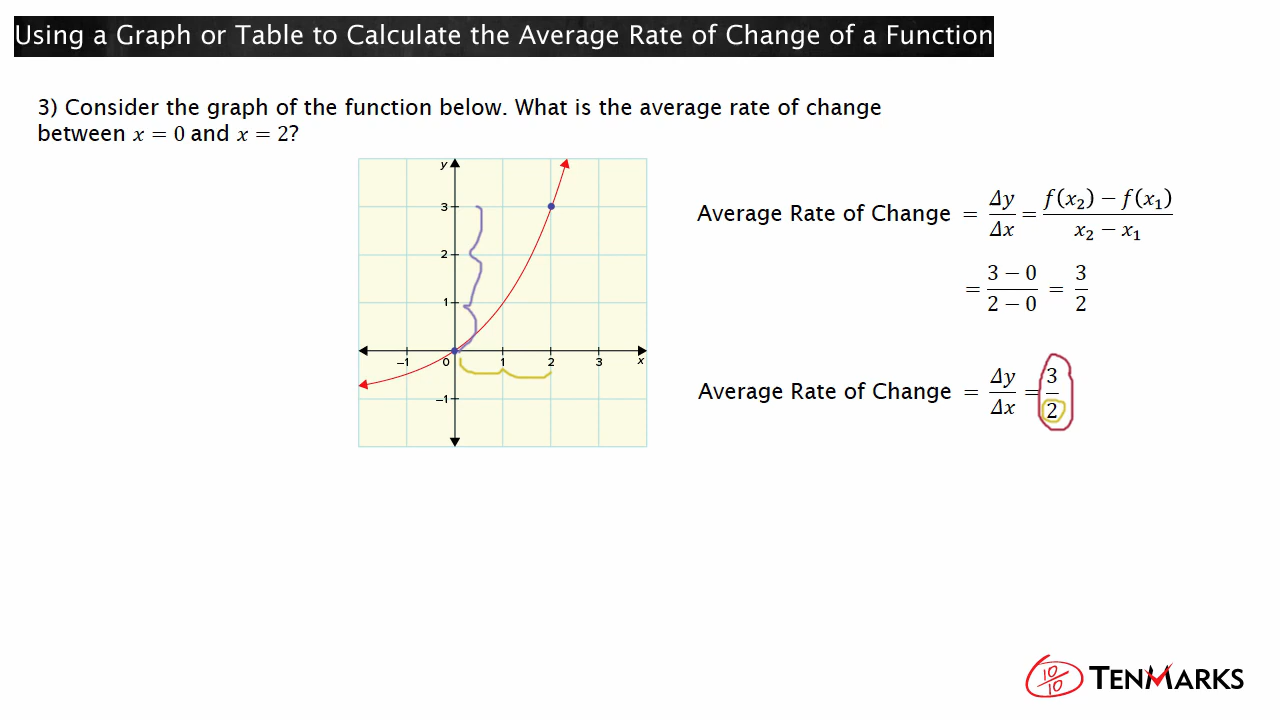 Using a Graph or Table to Calculate the Average Rate of Change of a Function
3) Consider the graph of the function below. What is the average rate of change
between x = 0 and x = 2?
y
3
2
1
−1 0 1 2 3 x
−1
Average Rate of Change = Δy/Δx = f(x₂) − f(x₁)/x₂ − x₁
= 3 − 0/2 − 0 = 3/2
Average Rate of Change = Δy/Δx = 3/2
10/10 TENMARKS